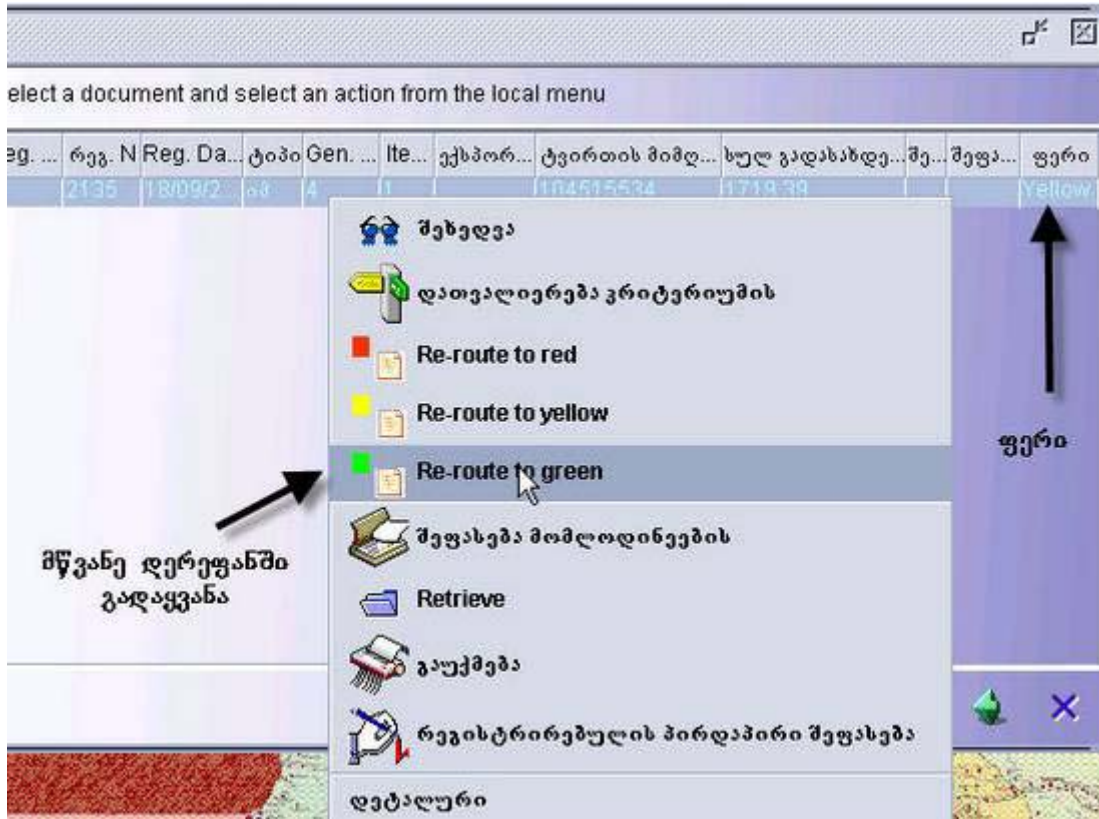 elect a document and select an action from the local menu
eg. ... რეგ. N Reg. Da... ტიპი Gen. ... Ite... ექსპორ... ტვირთის მიმღ... სულ გადასახდე... შე... შეფა... ფერი
2135 18/09/2... იმ 4 1 1719.39 Yellow
შეხედვა
დათვალიერება კრიტერიუმის
Re-route to red
Re-route to yellow
ფერი
Re-route to green
შეფასება მომლოდინეების
მწვანე დერეფანში
გადაყვანა
Retrieve
გაუქმება
რეგისტრირებულის პირდაპირი შეფასება
დეტალური